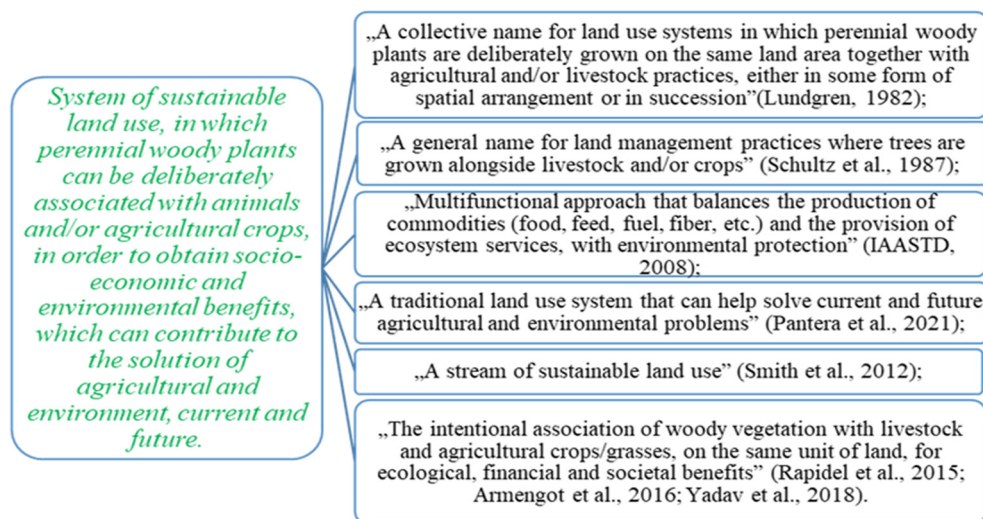 System of sustainable
land use, in which
perennial woody plants
can be deliberately
associated with animals
and/or agricultural crops,
in order to obtain socio-
economic and
environmental benefits,
which can contribute to
the solution of
agricultural and
environment, current and
future.
„A collective name for land use systems in which perennial woody
plants are deliberately grown on the same land area together with
agricultural and/or livestock practices, either in some form of
spatial arrangement or in succession”(Lundgren, 1982);
„A general name for land management practices where trees are
grown alongside livestock and/or crops” (Schultz et al., 1987);
„Multifunctional approach that balances the production of
commodities (food, feed, fuel, fiber, etc.) and the provision of
ecosystem services, with environmental protection” (IAASTD,
2008);
„A traditional land use system that can help solve current and future
agricultural and environmental problems” (Pantera et al., 2021);
„A stream of sustainable land use” (Smith et al., 2012);
„The intentional association of woody vegetation with livestock
and agricultural crops/grasses, on the same unit of land, for
ecological, financial and societal benefits” (Rapidel et al., 2015;
Armengot et al., 2016; Yadav et al., 2018).